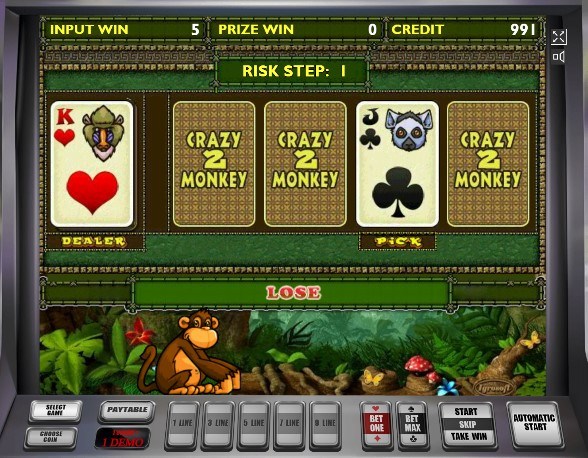 INPUT WIN 5 PRIZE WIN 0 CREDIT 991
RISK STEP: 1
K J
CRAZY 2 MONKEY
CRAZY 2 MONKEY
CRAZY 2 MONKEY
DEALER PICK
LOSE
SELECT GAME
CHOOSE COIN
PAYTABLE
1 DEMO
1 LINE
3 LINE
5 LINE
7 LINE
9 LINE
BET ONE
BET MAX
START
SKIP
TAKE WIN
AUTOMATIC START